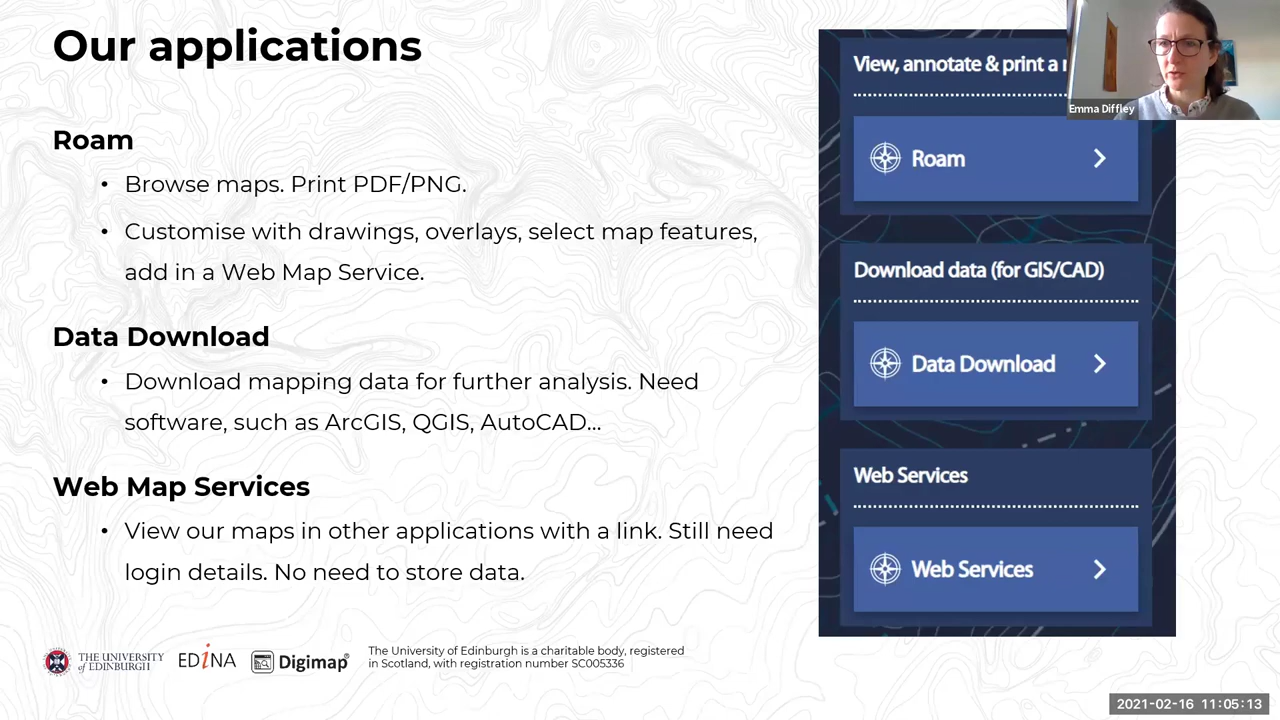 Our applications
Roam
• Browse maps. Print PDF/PNG.
• Customise with drawings, overlays, select map features,
add in a Web Map Service.
Data Download
• Download mapping data for further analysis. Need
software, such as ArcGIS, QGIS, AutoCAD...
Web Map Services
• View our maps in other applications with a link. Still need
login details. No need to store data.
View, annotate & print a
Roam
Download data (for GIS/CAD)
Data Download
Web Services
Web Services
Emma Diffley
THE UNIVERSITY
of EDINBURGH
EDINA
Digimap®
The University of Edinburgh is a charitable body, registered
in Scotland, with registration number SC005336
2021-02-16 11:05:13